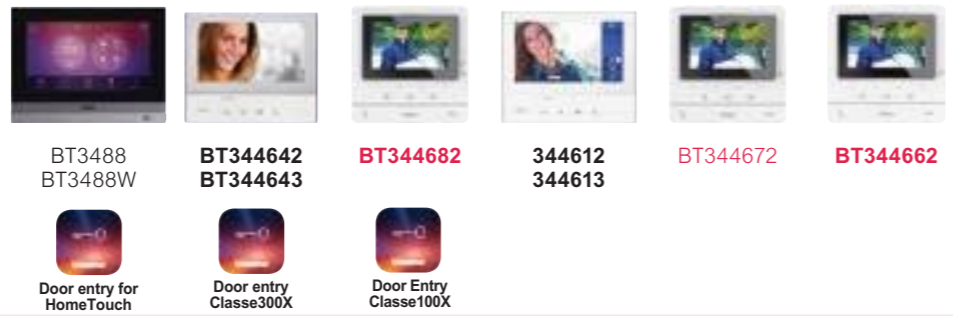 BT3488
BT3488W
BT344642
BT344643
BT344682
344612
344613
BT344672
BT344662
Door entry for
HomeTouch
Door entry
Classe300X
Door Entry
Classe100X